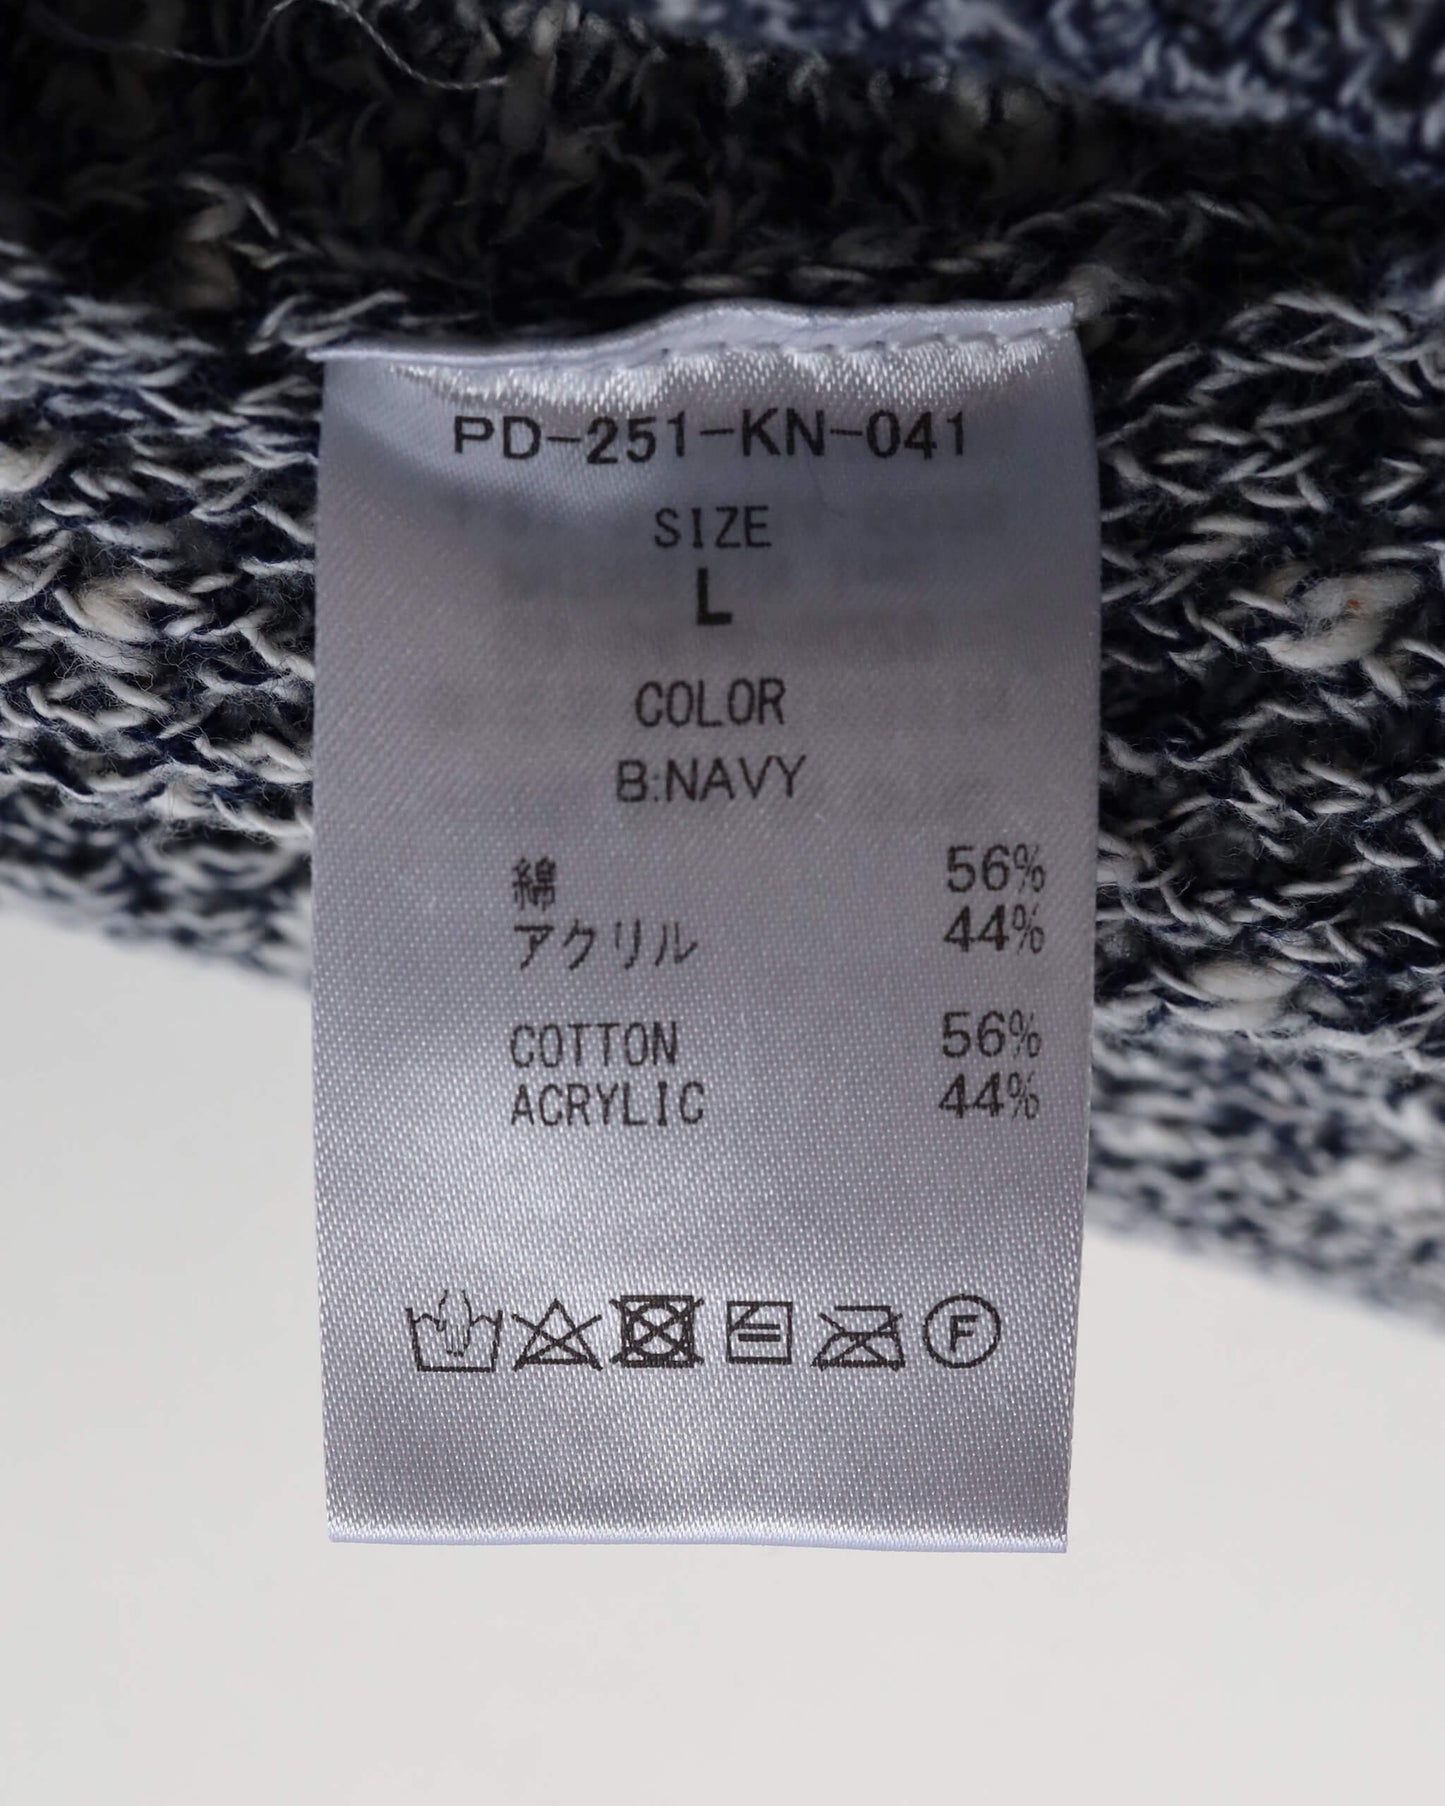 PD-251-KN-041
SIZE
L
COLOR
B:NAVY
綿 56%
アクリル 44%
COTTON 56%
ACRYLIC 44%
F